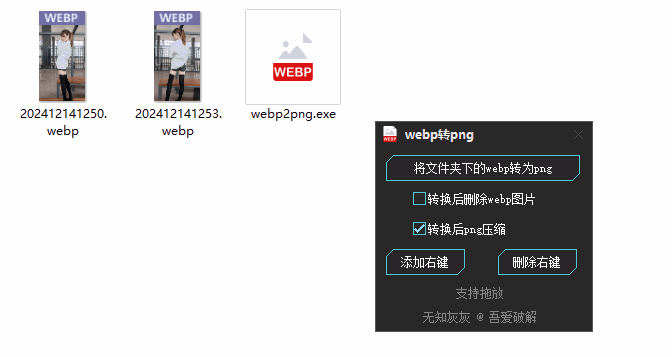 WEBP
WEBP
WEBP
202412141250.
webp
202412141253.
webp
webp2png.exe
WEBP
webp转png
将文件夹下的webp转为png
转换后删除webp图片
转换后png压缩
添加右键
删除右键
支持拖放
无知灰灰 @ 吾爱破解